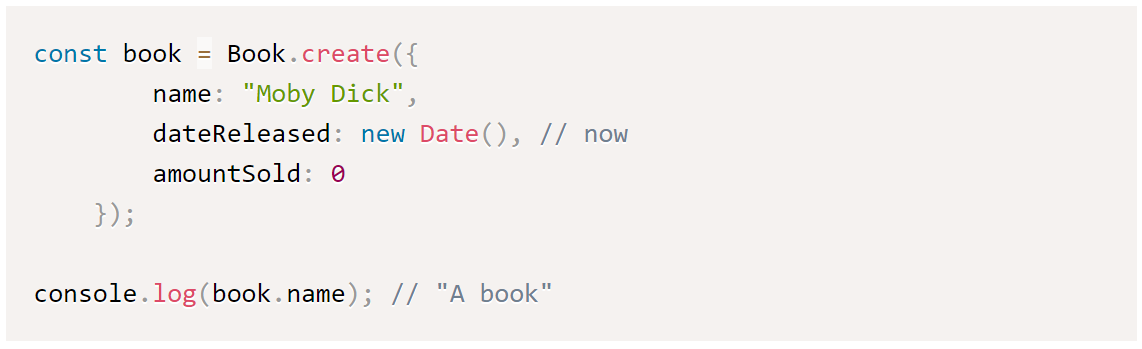 const book = Book.create({
        name: "Moby Dick",
        dateReleased: new Date(), // now
        amountSold: 0
    });

console.log(book.name); // "A book"